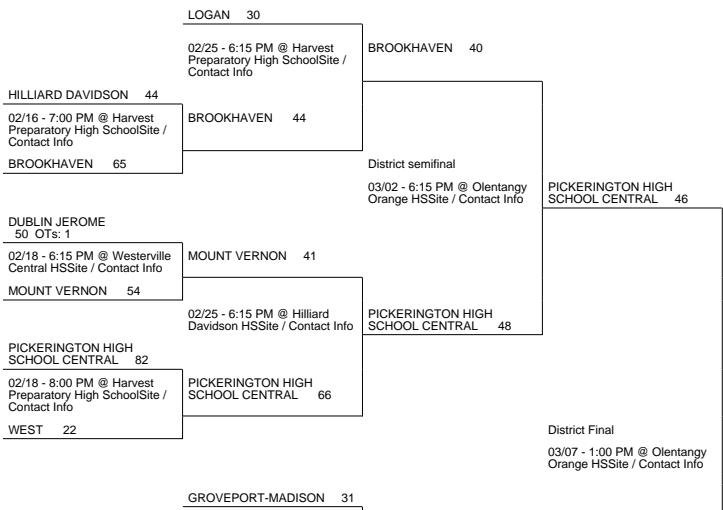 LOGAN 30
02/25 - 6:15 PM @ Harvest
Preparatory High SchoolSite /
Contact Info
BROOKHAVEN 40
HILLIARD DAVIDSON 44
02/16 - 7:00 PM @ Harvest
Preparatory High SchoolSite /
Contact Info
BROOKHAVEN 44
BROOKHAVEN 65
District semifinal
03/02 - 6:15 PM @ Olentangy
Orange HSSite / Contact Info
PICKERINGTON HIGH
SCHOOL CENTRAL 46
DUBLIN JEROME
50 OTs: 1
02/18 - 6:15 PM @ Westerville
Central HSSite / Contact Info
MOUNT VERNON 41
MOUNT VERNON 54
02/25 - 6:15 PM @ Hilliard
Davidson HSSite / Contact Info
PICKERINGTON HIGH
SCHOOL CENTRAL 48
PICKERINGTON HIGH
SCHOOL CENTRAL 82
02/18 - 8:00 PM @ Harvest
Preparatory High SchoolSite /
Contact Info
PICKERINGTON HIGH
SCHOOL CENTRAL 66
WEST 22
District Final
03/07 - 1:00 PM @ Olentangy
Orange HSSite / Contact Info
GROVEPORT-MADISON 31